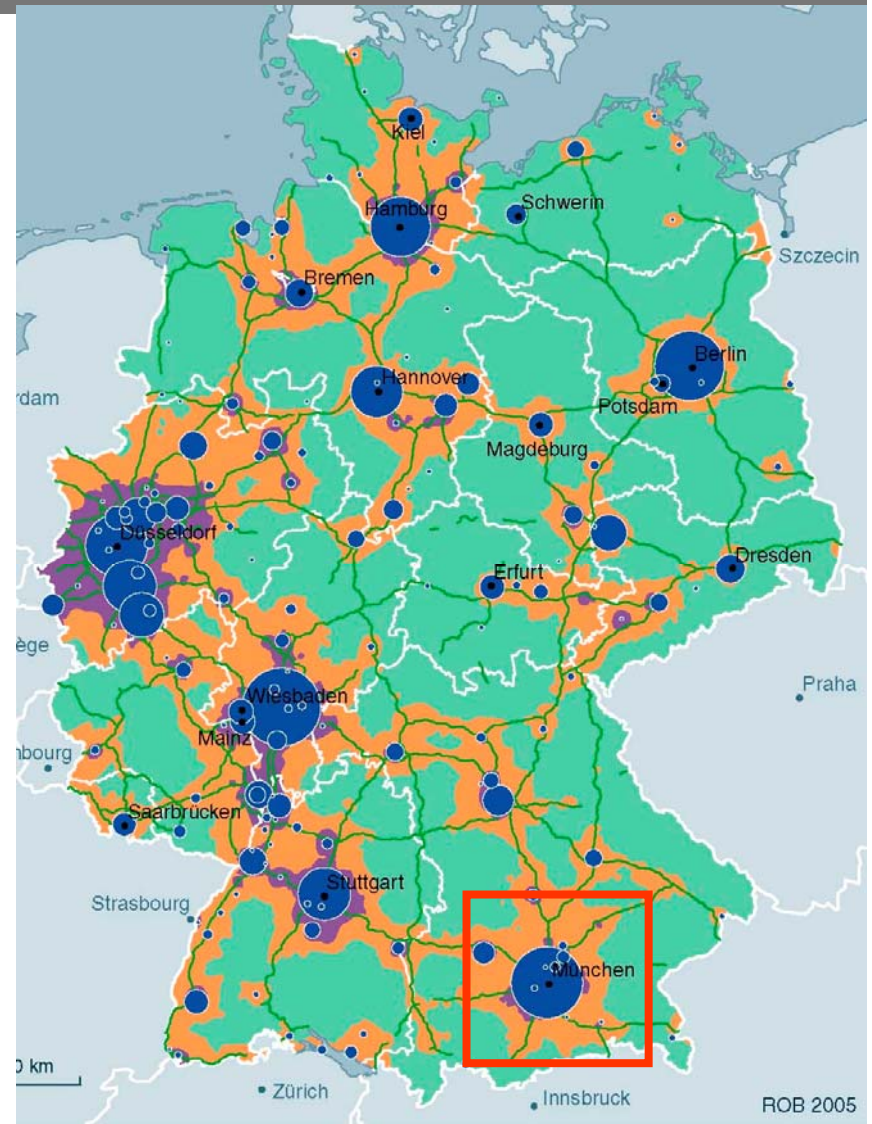 Kiel
Hamburg
Schwerin
Szczecin
Bremen
Berlin
Hannover
rdam
Potsdam
Magdeburg
Düsseldorf
Dresden
Erfurt
ège
Praha
Wiesbaden
Mainz
nbourg
Saarbrücken
Stuttgart
Strasbourg
München
0 km
Zürich
Innsbruck
ROB 2005